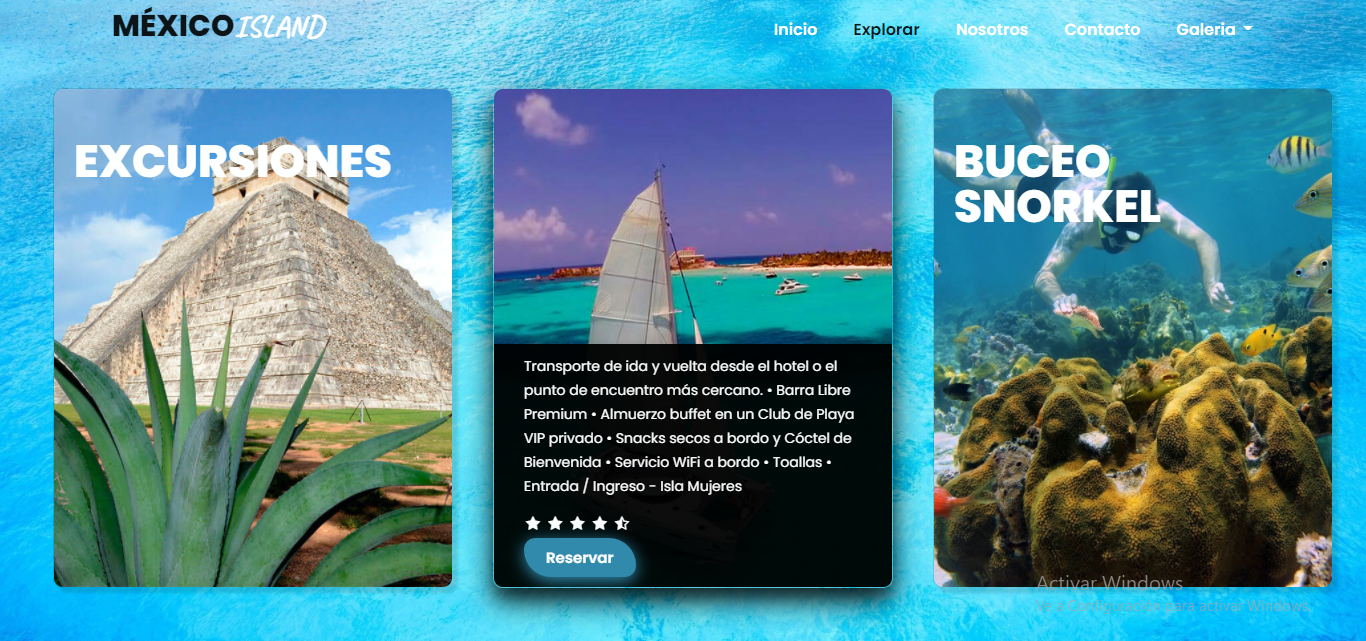 MÉXICO ISLAND
Inicio Explorar Nosotros Contacto Galeria
EXCURSIONES
Transporte de ida y vuelta desde el hotel o el
punto de encuentro más cercano. • Barra Libre
Premium • Almuerzo buffet en un Club de Playa
VIP privado • Snacks secos a bordo y Cóctel de
Bienvenida • Servicio WiFi a bordo • Toallas •
Entrada / Ingreso - Isla Mujeres
Reservar
BUCEO
SNORKEL
Activar Windows
Ve a Configuración para activar Windows.